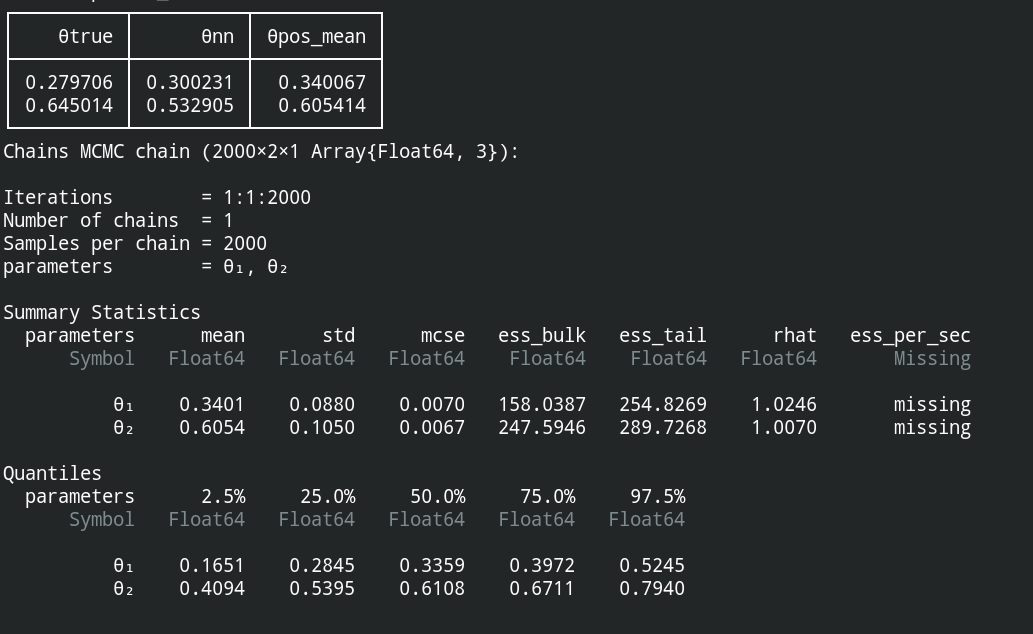 θtrue θnn θpos_mean
0.279706 0.300231 0.340067
0.645014 0.532905 0.605414
Chains MCMC chain (2000×2×1 Array{Float64, 3}):
Iterations = 1:1:2000
Number of chains = 1
Samples per chain = 2000
parameters = θ₁, θ₂
Summary Statistics
parameters mean std mcse ess_bulk ess_tail rhat ess_per_sec
Symbol Float64 Float64 Float64 Float64 Float64 Float64 Missing
θ₁ 0.3401 0.0880 0.0070 158.0387 254.8269 1.0246 missing
θ₂ 0.6054 0.1050 0.0067 247.5946 289.7268 1.0070 missing
Quantiles
parameters 2.5% 25.0% 50.0% 75.0% 97.5%
Symbol Float64 Float64 Float64 Float64 Float64
θ₁ 0.1651 0.2845 0.3359 0.3972 0.5245
θ₂ 0.4094 0.5395 0.6108 0.6711 0.7940